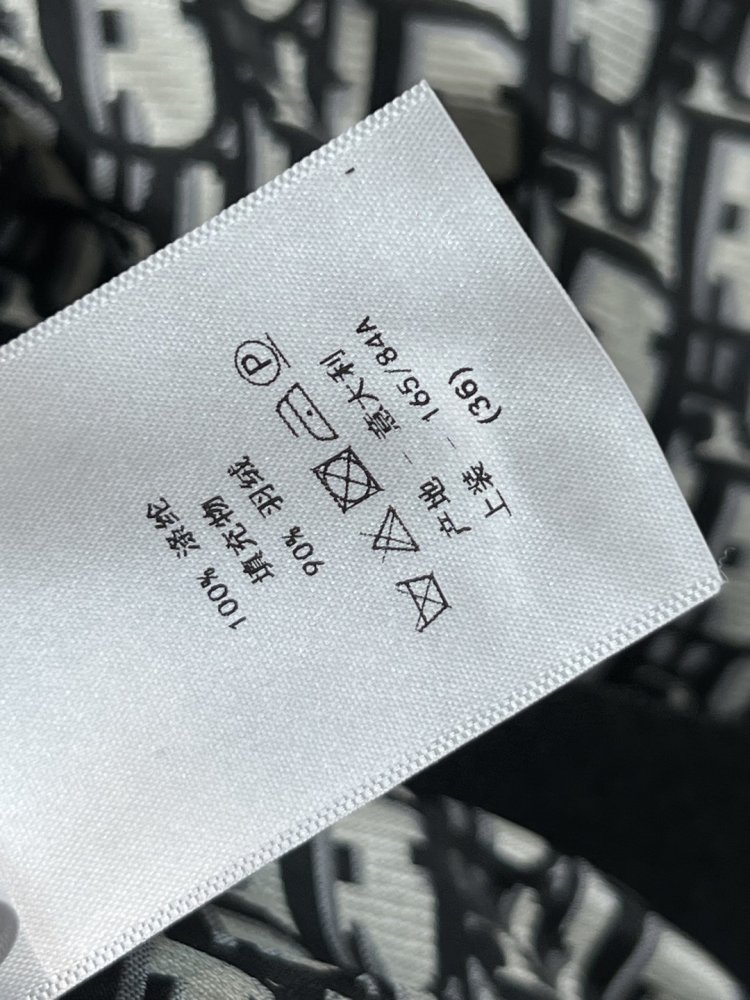 100% 涤纶
填充物
90% 羽绒
产地 - 意大利
上装 - 165/84A
(36)